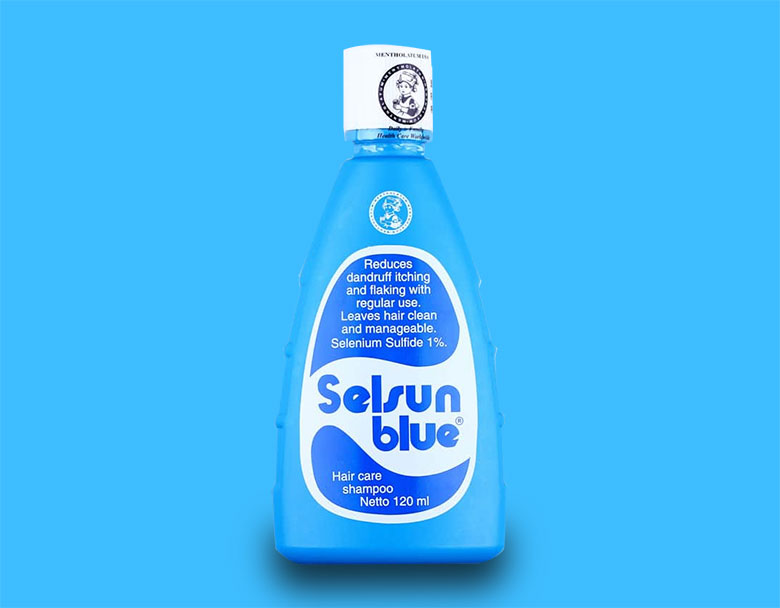 Reduces
dandruff itching
and flaking with
regular use.
Leaves hair clean
and manageable.
Selenium Sulfide 1%.
Selsun
blue®
Hair care
shampoo
Netto 120 ml